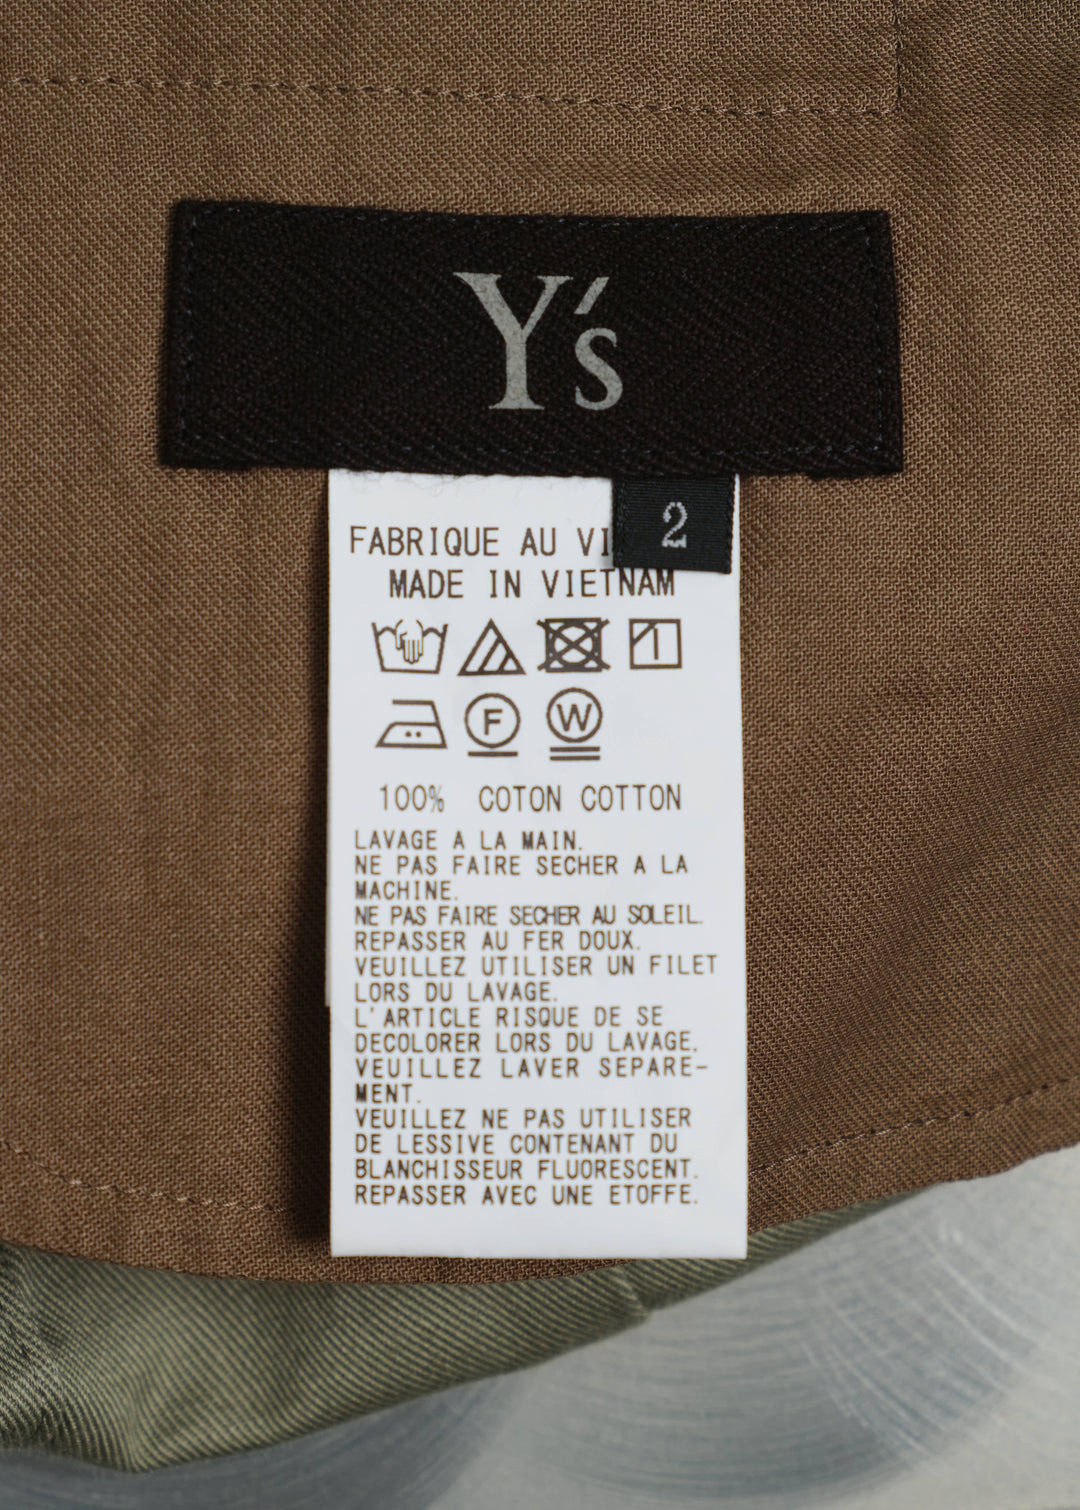 Y's
2
FABRIQUE AU
MADE IN VIETNAM
F
W
100% COTON COTTON
LAVAGE A LA MAIN.
NE PAS FAIRE SECHER A LA
MACHINE.
NE PAS FAIRE SECHER AU SOLEIL.
REPASSER AU FER DOUX.
VEUILLEZ UTILISER UN FILET
LORS DU LAVAGE.
L'ARTICLE RISQUE DE SE
DECOLORER LORS DU LAVAGE.
VEUILLEZ LAVER SEPARE-
MENT.
VEUILLEZ NE PAS UTILISER
DE LESSIVE CONTENANT DU
BLANCHISSEUR FLUORESCENT.
REPASSER AVEC UNE ETOFFE.